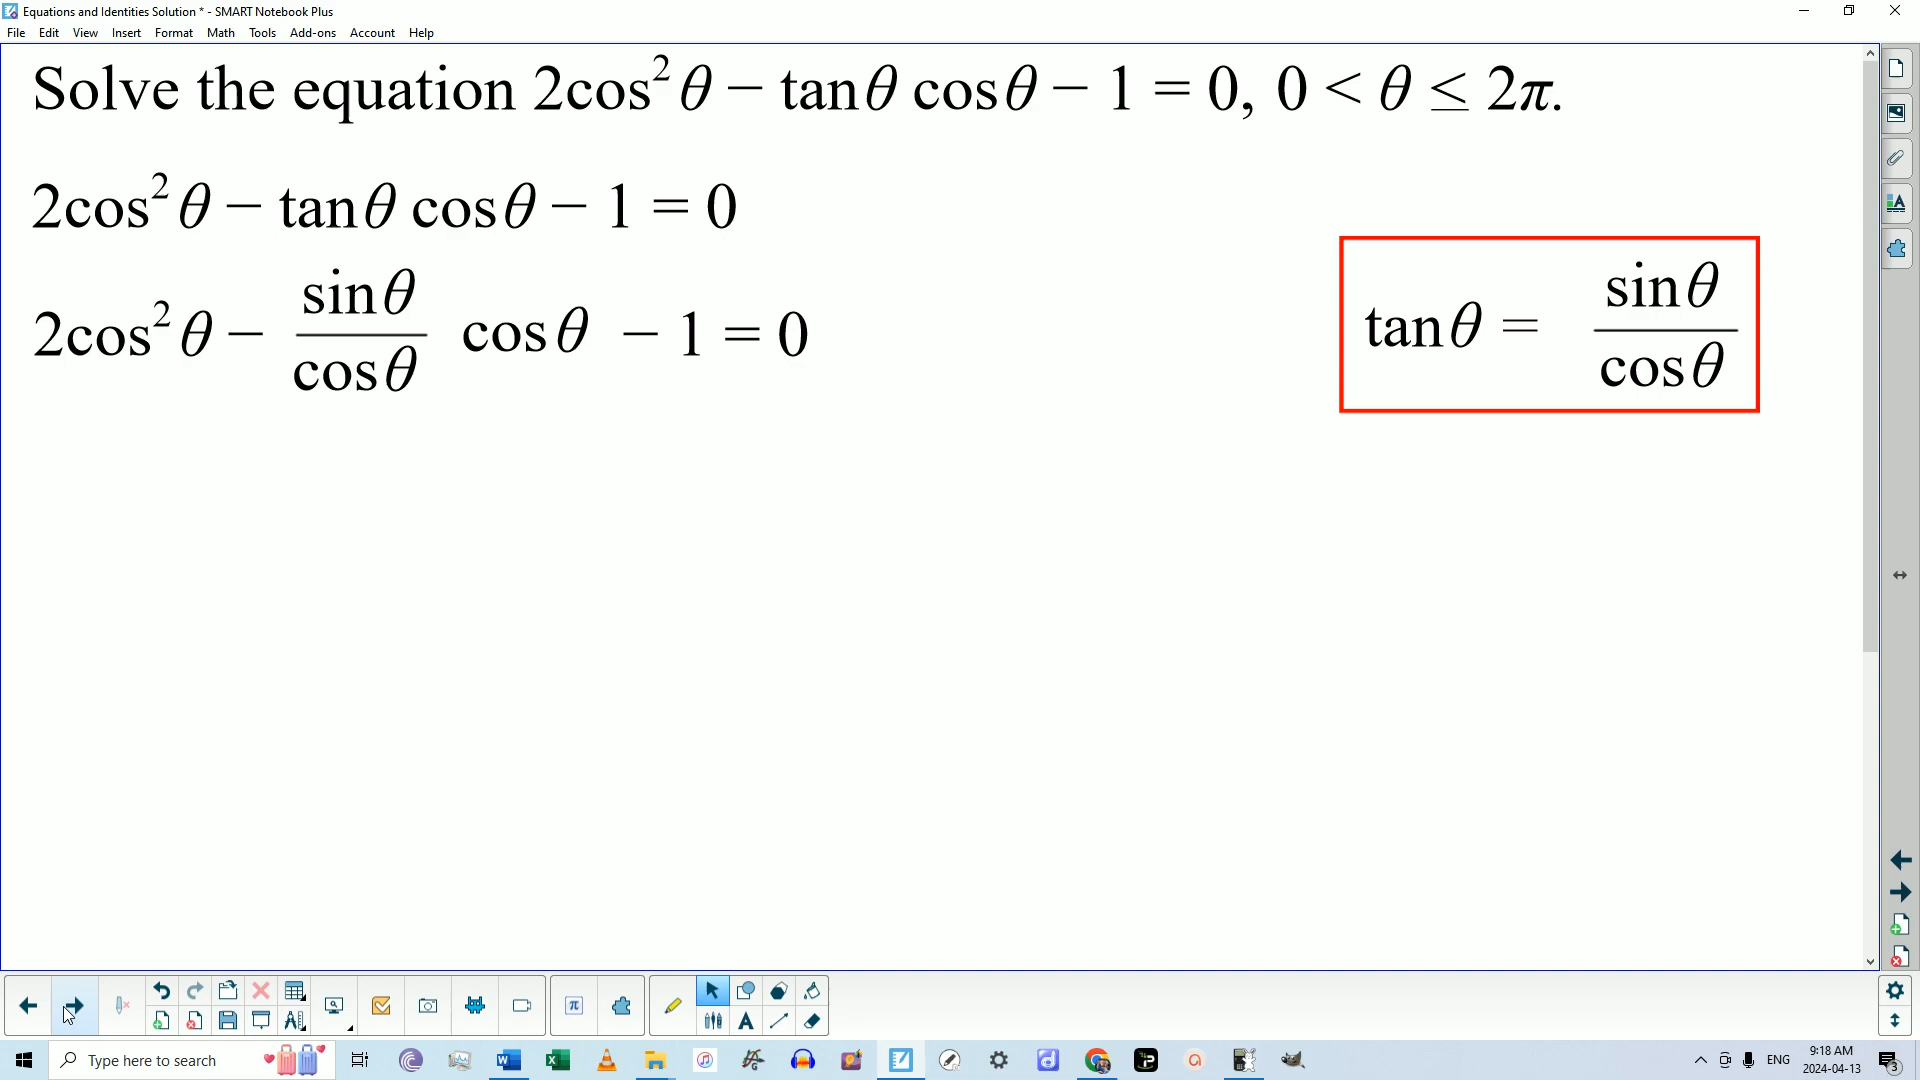 Equations and Identities Solution * - SMART Notebook Plus
File Edit View Insert Format Math Tools Add-ons Account Help
Solve the equation 2cos²θ − tanθ cosθ − 1 = 0, 0 < θ ≤ 2π.
2cos²θ − tanθ cosθ − 1 = 0
2cos²θ − sinθ/cosθ cosθ − 1 = 0
tanθ = sinθ/cosθ
Type here to search
ENG
9:18 AM
2024-04-13
3